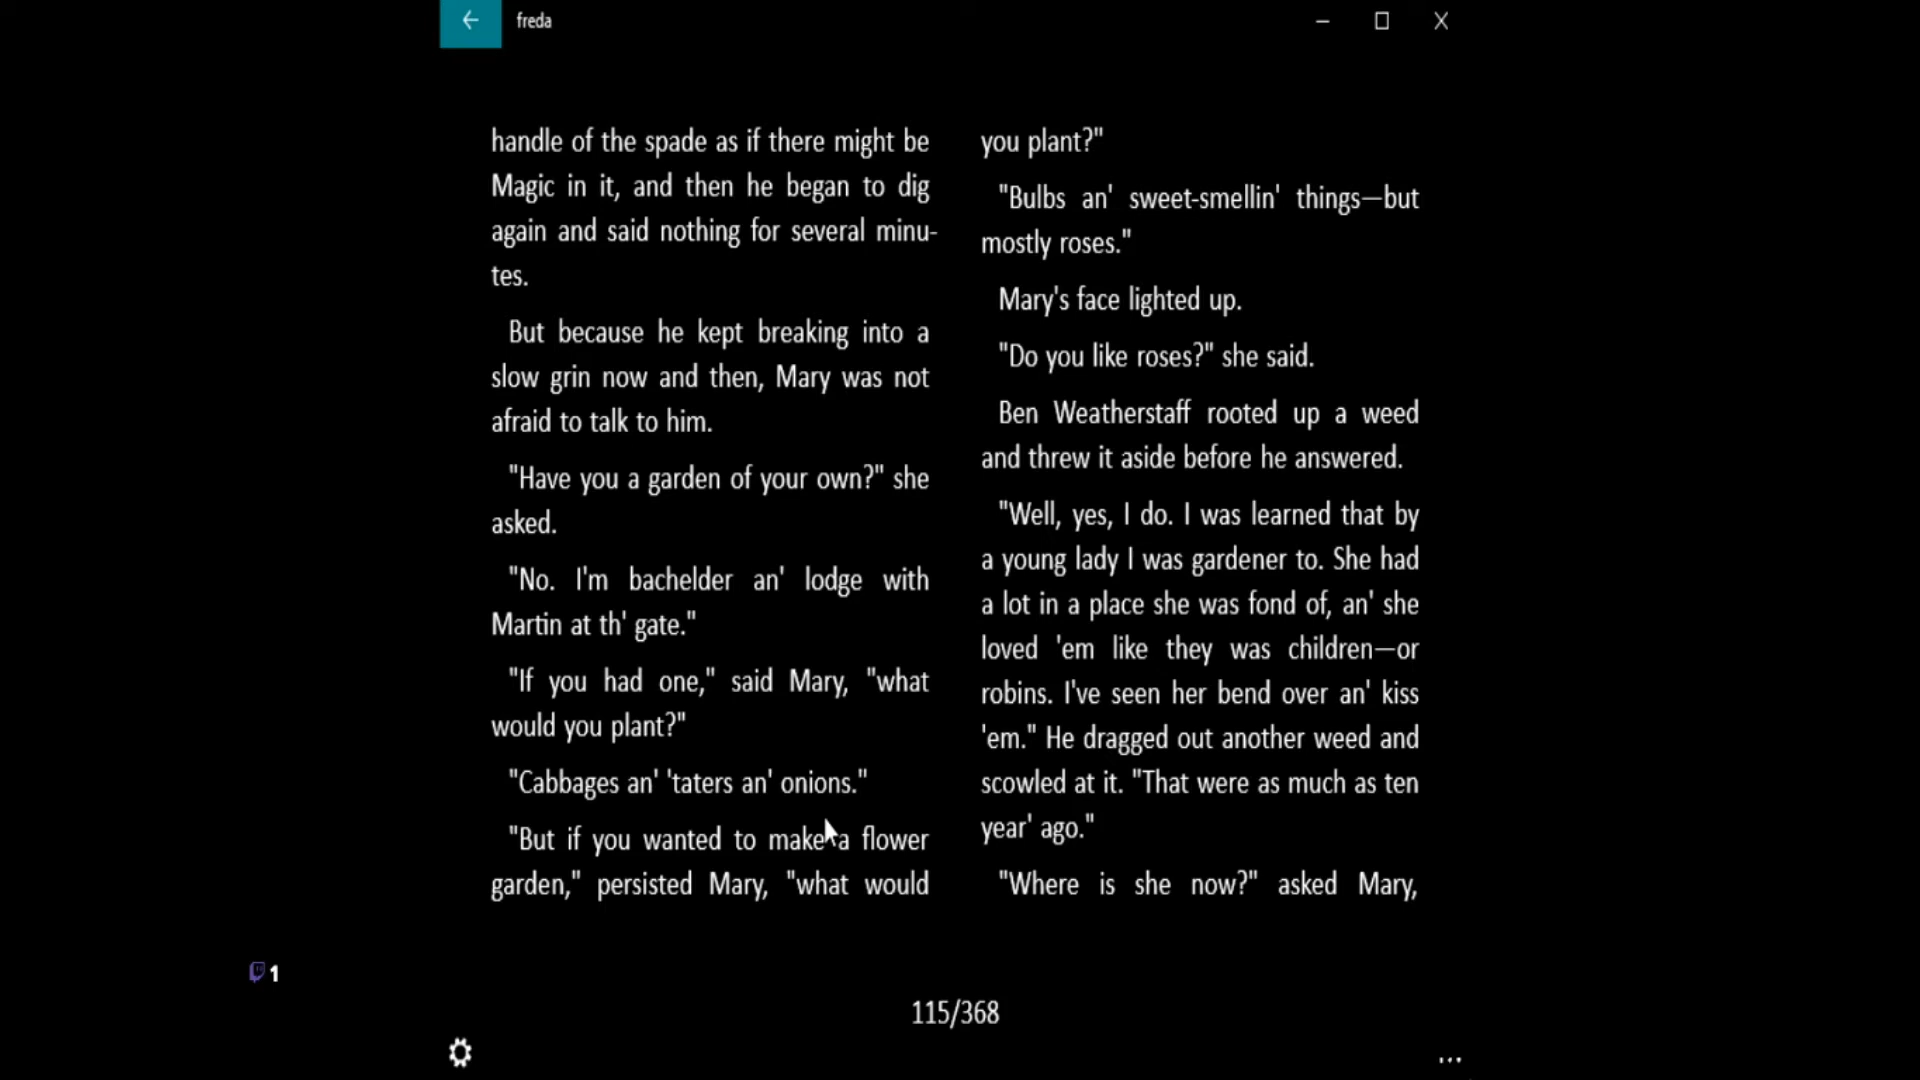 freda
handle of the spade as if there might be
Magic in it, and then he began to dig
again and said nothing for several minu-
tes.
But because he kept breaking into a
slow grin now and then, Mary was not
afraid to talk to him.
"Have you a garden of your own?" she
asked.
"No. I'm bachelder an' lodge with
Martin at th' gate."
"If you had one," said Mary, "what
would you plant?"
"Cabbages an' 'taters an' onions."
"But if you wanted to make a flower
garden," persisted Mary, "what would
you plant?"
"Bulbs an' sweet-smellin' things—but
mostly roses."
Mary's face lighted up.
"Do you like roses?" she said.
Ben Weatherstaff rooted up a weed
and threw it aside before he answered.
"Well, yes, I do. I was learned that by
a young lady I was gardener to. She had
a lot in a place she was fond of, an' she
loved 'em like they was children—or
robins. I've seen her bend over an' kiss
'em." He dragged out another weed and
scowled at it. "That were as much as ten
year' ago."
"Where is she now?" asked Mary,
1
115/368